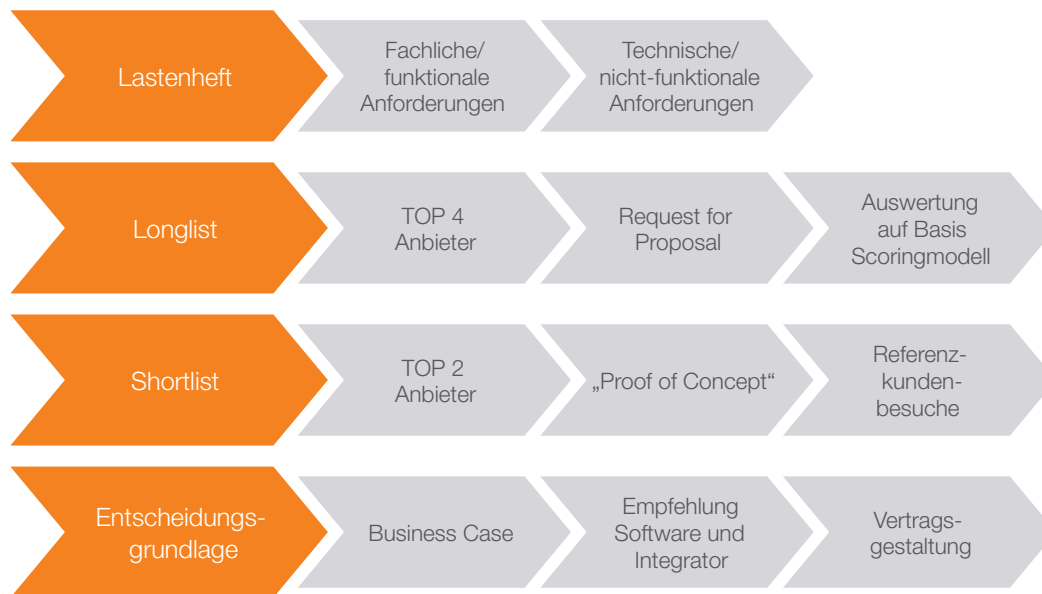 Lastenheft
Fachliche/
funktionale
Anforderungen
Technische/
nicht-funktionale
Anforderungen
Longlist
TOP 4
Anbieter
Request for
Proposal
Auswertung
auf Basis
Scoringmodell
Shortlist
TOP 2
Anbieter
„Proof of Concept“
Referenz-
kunden-
besuche
Entscheidungs-
grundlage
Business Case
Empfehlung
Software und
Integrator
Vertrags-
gestaltung